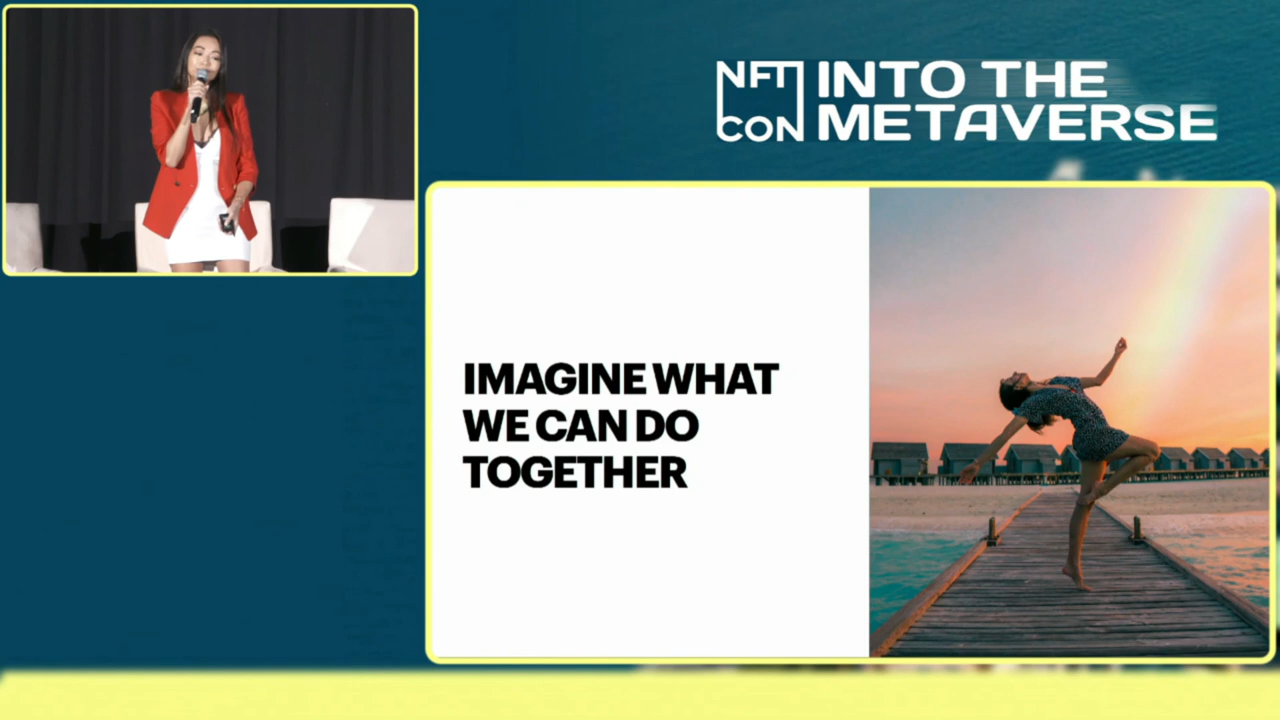 NFT
CON
INTO THE
METAVERSE
IMAGINE WHAT
WE CAN DO
TOGETHER